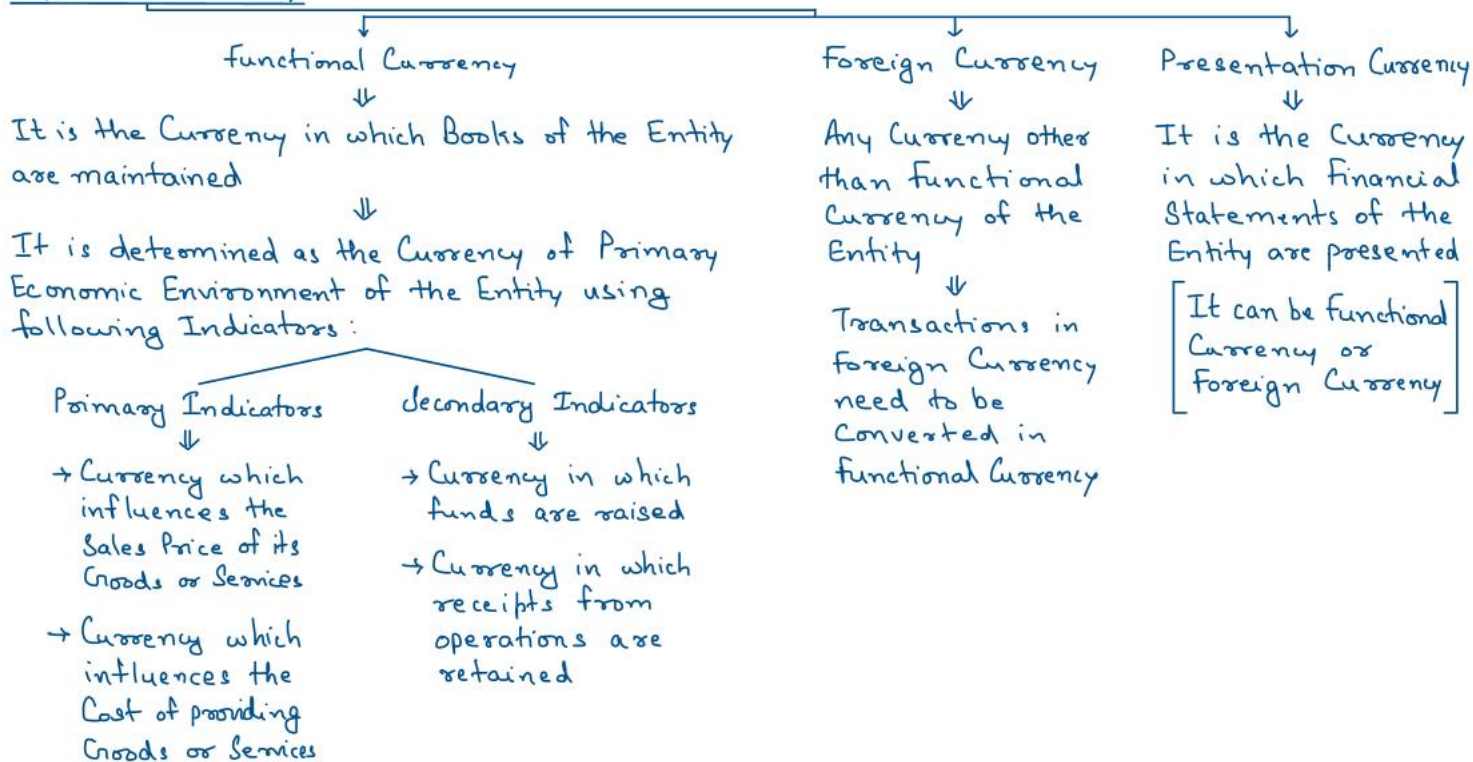 Functional Currency
It is the Currency in which Books of the Entity
are maintained
It is determined as the Currency of Primary
Economic Environment of the Entity using
following Indicators :
Primary Indicators
→ Currency which
influences the
Sales Price of its
Goods or Services
→ Currency which
influences the
Cost of providing
Goods or Services
Secondary Indicators
→ Currency in which
funds are raised
→ Currency in which
receipts from
operations are
retained
Foreign Currency
Any Currency other
than Functional
Currency of the
Entity
Transactions in
Foreign Currency
need to be
Converted in
Functional Currency
Presentation Currency
It is the Currency
in which Financial
Statements of the
Entity are presented
[It can be Functional
Currency or
Foreign Currency]